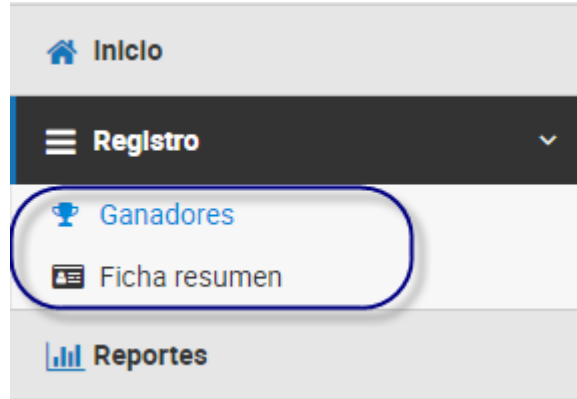 Inicio
Registro
Ganadores
Ficha resumen
Reportes